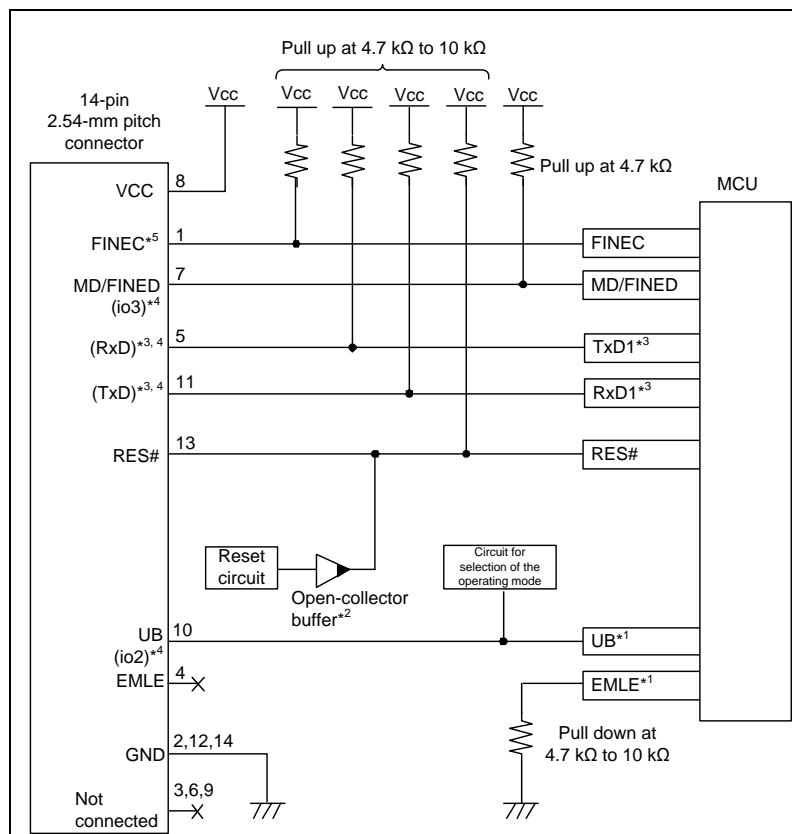 Pull up at 4.7 kΩ to 10 kΩ
14-pin
2.54-mm pitch
connector
Vcc
Vcc
Vcc
Vcc
Vcc
Vcc
Pull up at 4.7 kΩ
MCU
VCC
8
FINEC*5
1
FINEC
MD/FINED
(io3)*4
7
MD/FINED
(RxD)*3, 4
5
TxD1*3
(TxD)*3, 4
11
RxD1*3
RES#
13
RES#
Reset
circuit
Open-collector
buffer*2
Circuit for
selection of the
operating mode
UB
(io2)*4
10
UB*1
EMLE
4
EMLE*1
Pull down at
4.7 kΩ to 10 kΩ
GND
2,12,14
Not
connected
3,6,9